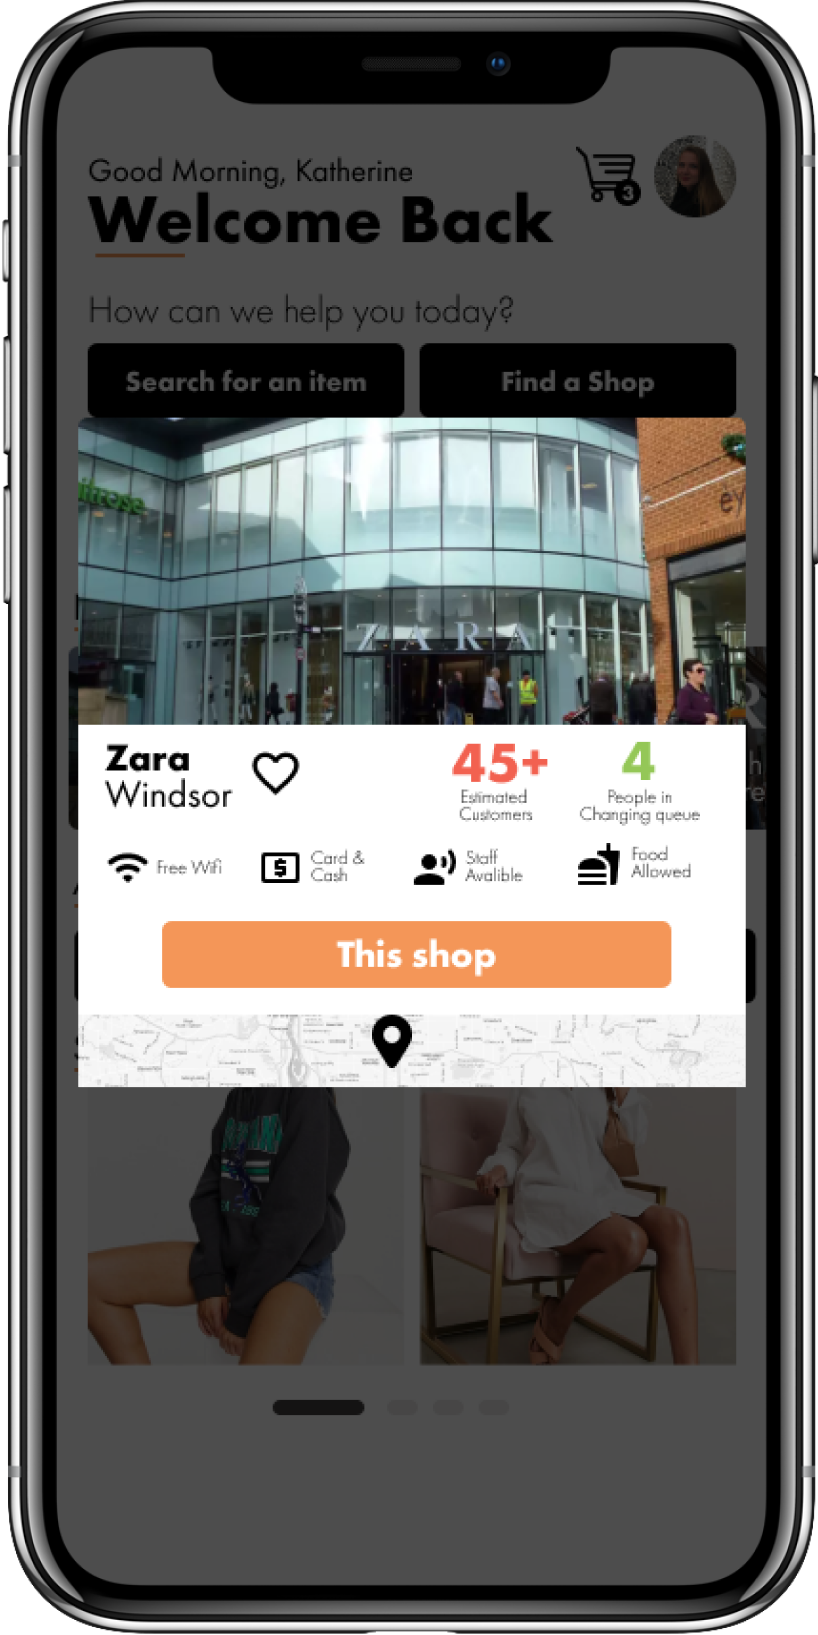 Good Morning, Katherine
3
Welcome Back
How can we help you today?
Search for an item
Find a Shop
itrose
ey
ZARA
Zara
Windsor
45+
Estimated
Customers
4
People in
Changing queue
Free Wifi
Card &
Cash
Staff
Avalible
Food
Allowed
This shop